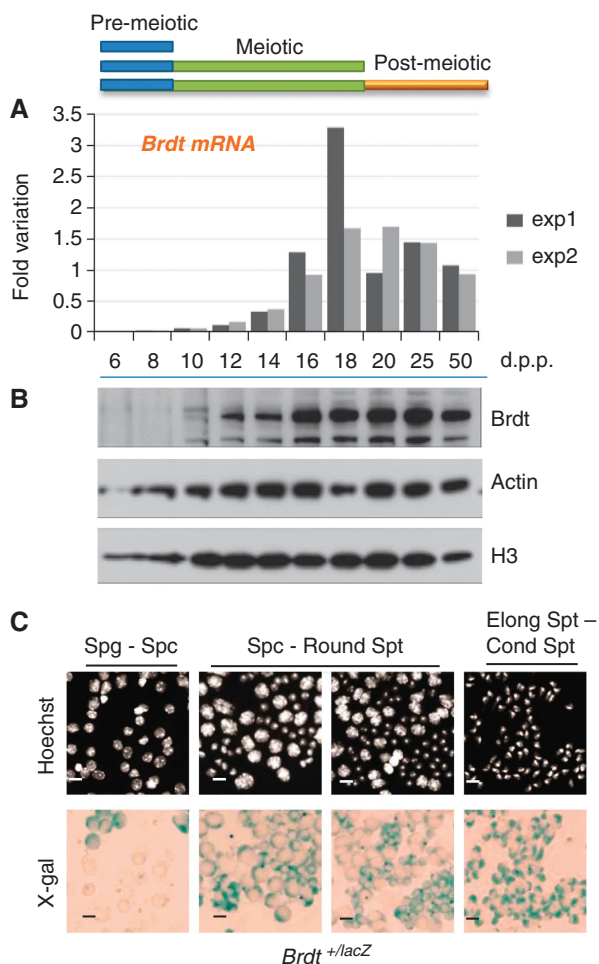 Pre-meiotic
Meiotic
Post-meiotic
A
Brdt mRNA
Fold variation
3.5
3
2.5
2
1.5
1
0.5
0
exp1
exp2
6 8 10 12 14 16 18 20 25 50 d.p.p.
B
Brdt
Actin
H3
C
Spg - Spc
Spc - Round Spt
Elong Spt –
Cond Spt
Hoechst
X-gal
Brdt +/lacZ